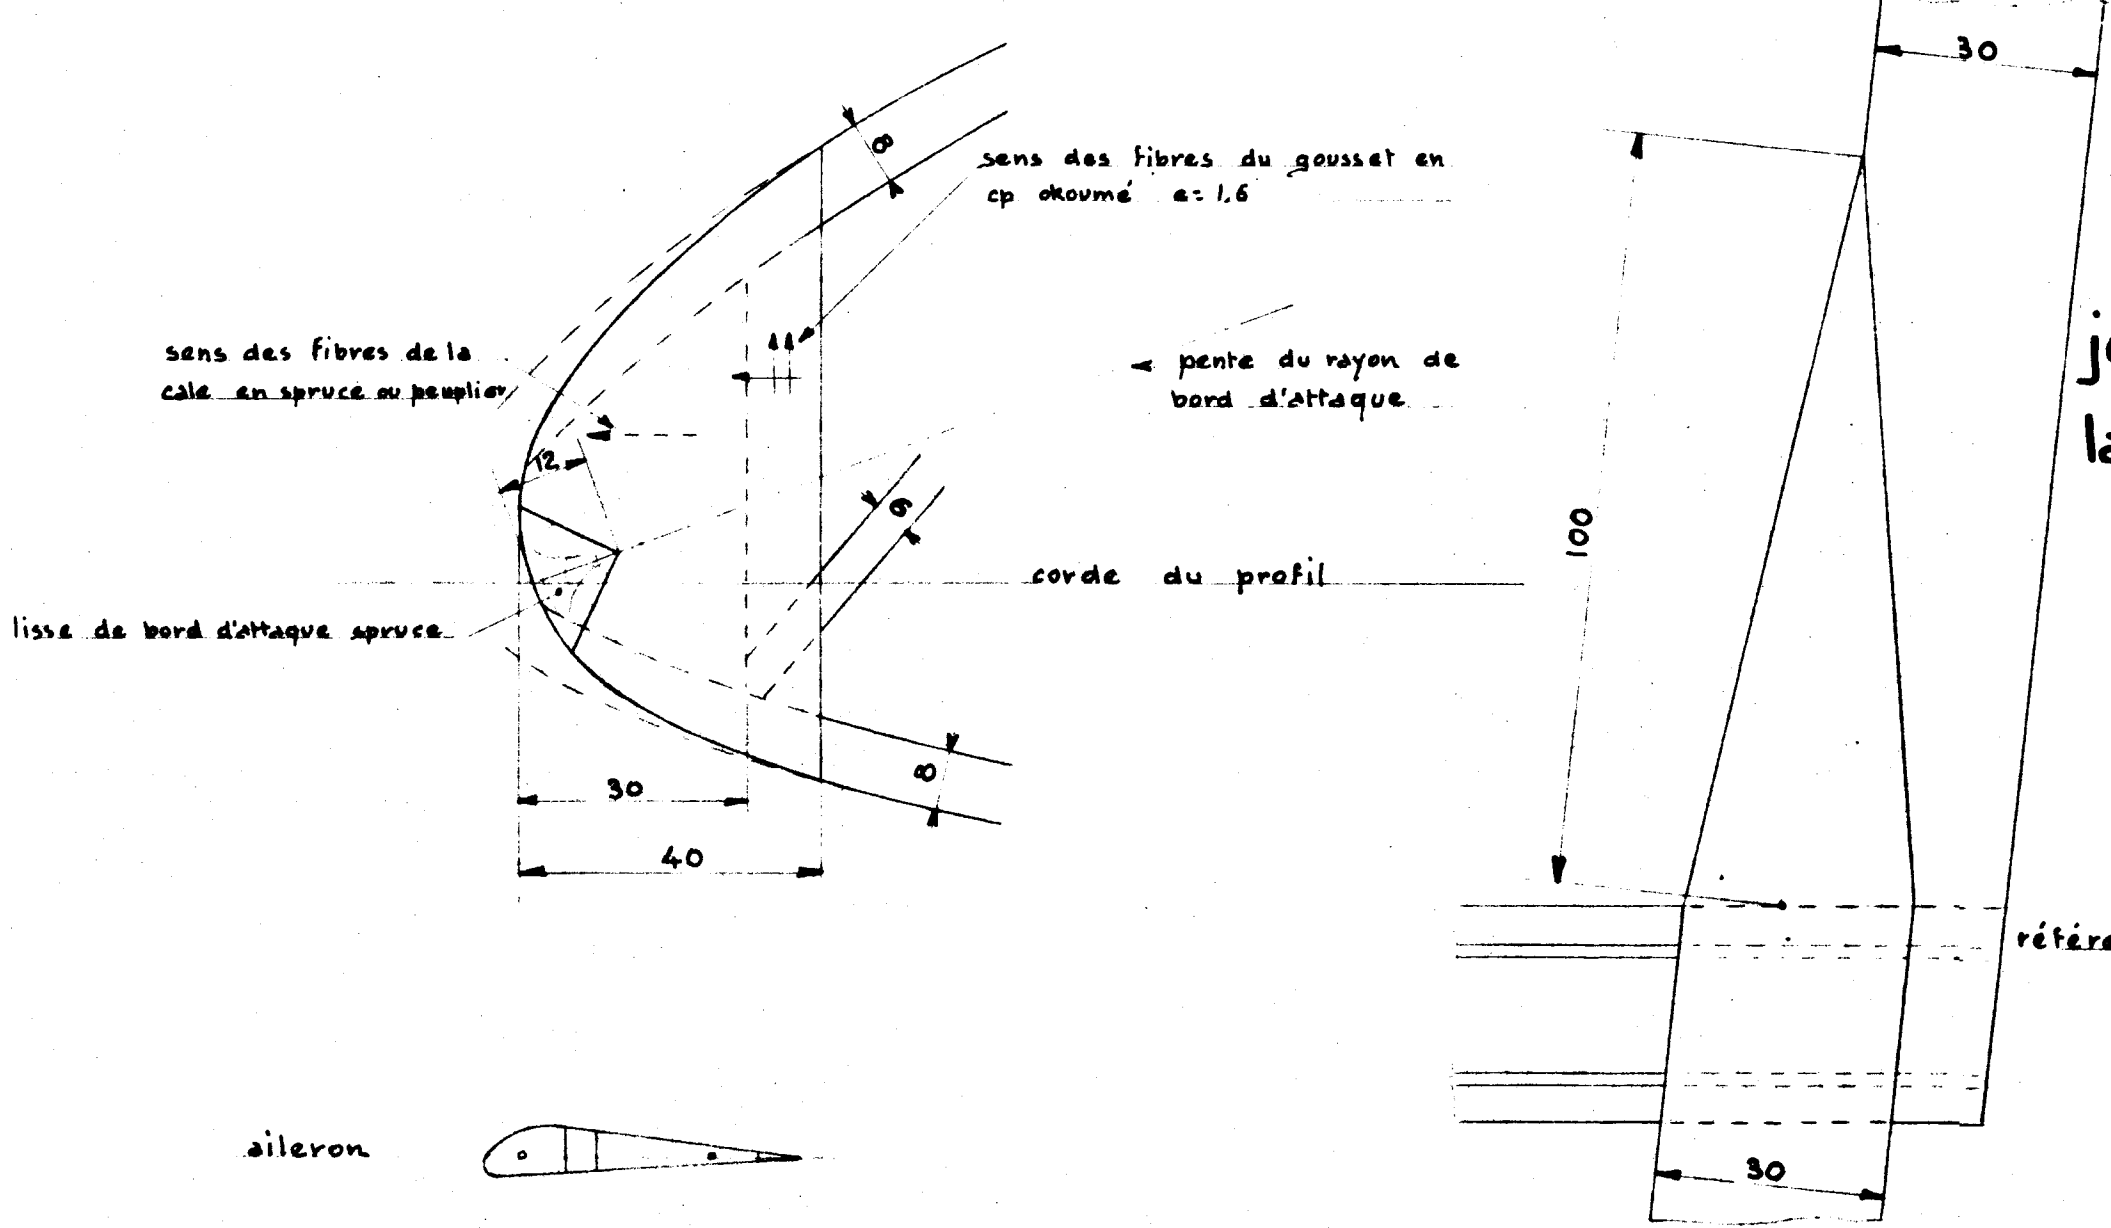 30
8
sens des fibres du gousset en
cp okoumé e= 1,6
sens des fibres de la
cale en spruce ou peuplier
pente du rayon de
bord d'attaque
12
6
100
corde du profil
lisse de bord d'attaque spruce
8
30
40
aileron
30